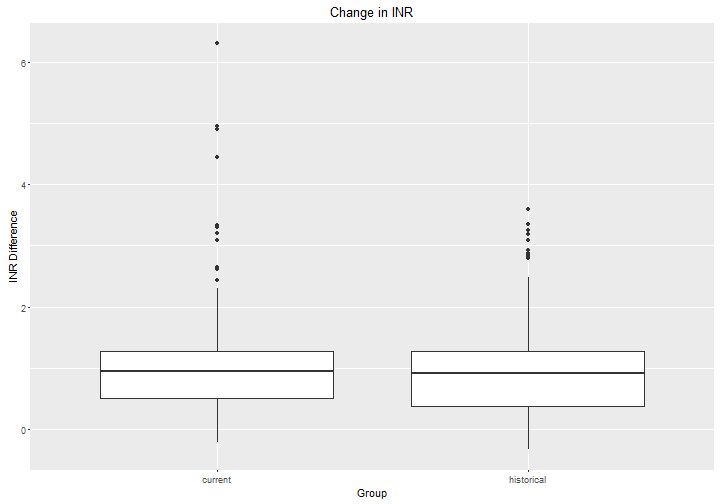 Change in INR
INR Difference
6
4
2
0
current
historical
Group